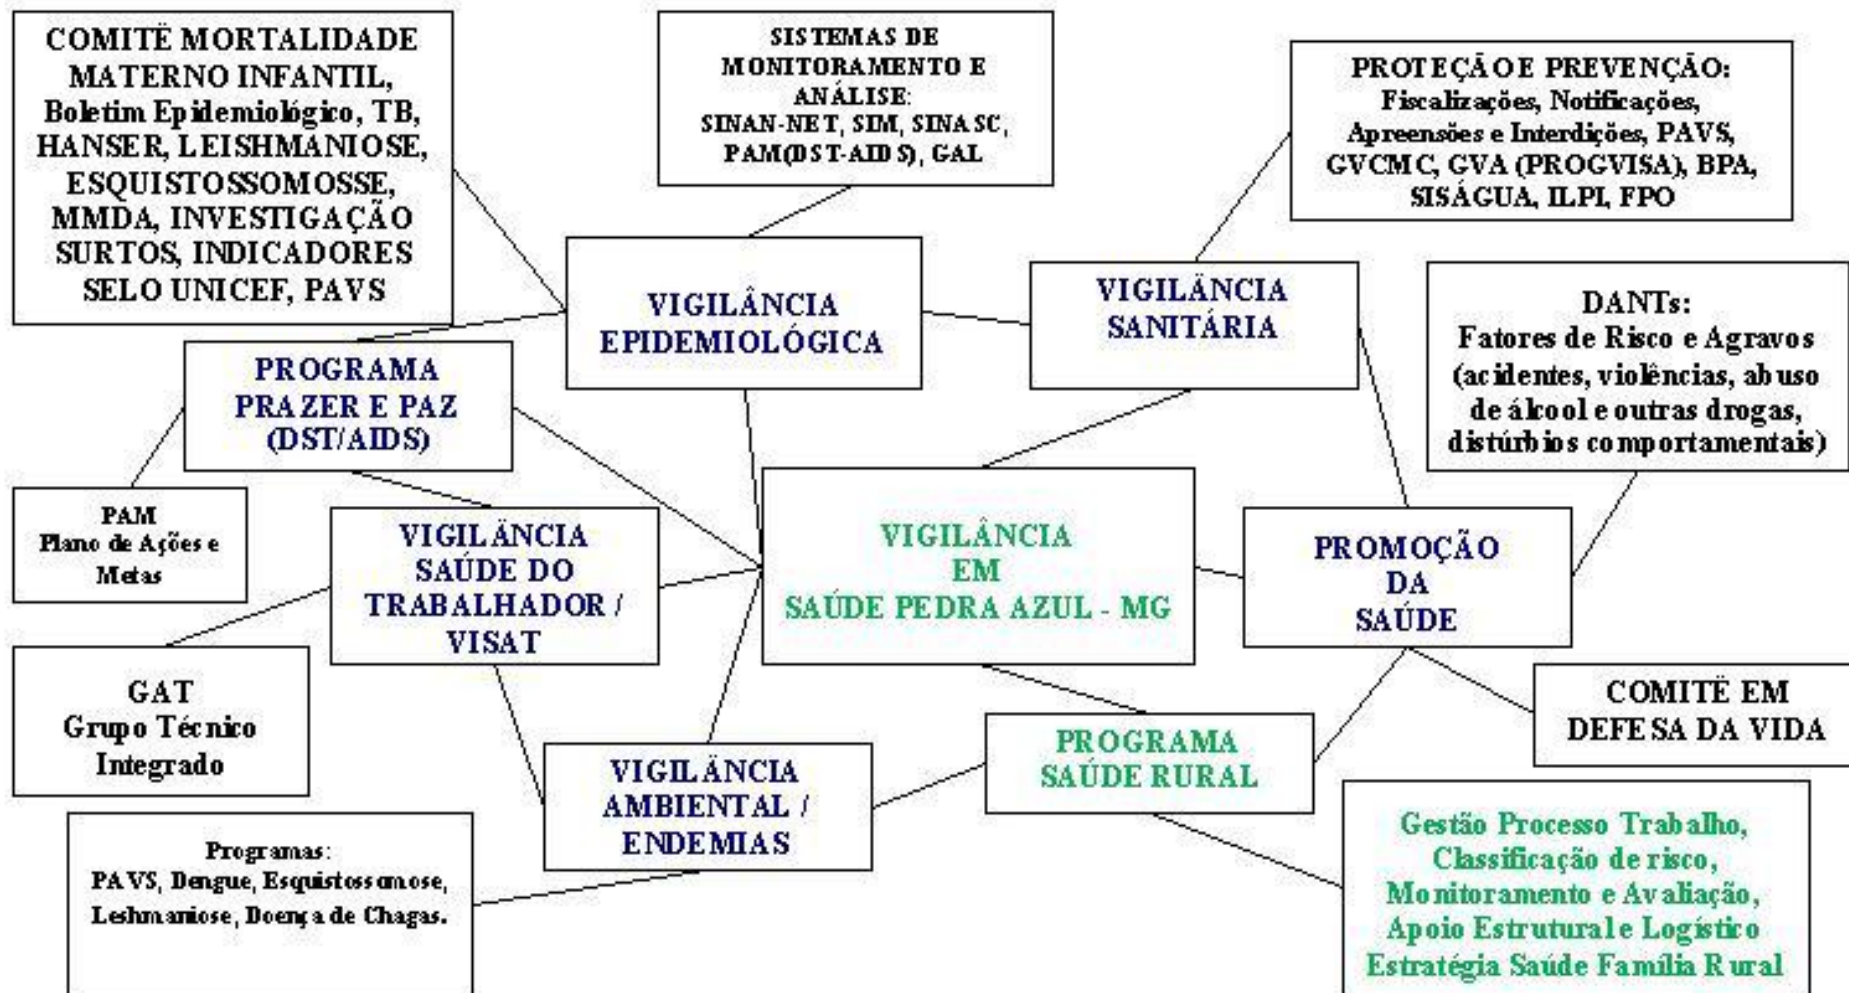 COMITÊ MORTALIDADE
MATERNO INFANTIL,
Boletim Epidemiológico, TB,
HANSER, LEISHMANIOSE,
ESQUISTOSSOMOSSE,
MMDA, INVESTIGAÇÃO
SURTOS, INDICADORES
SELO UNICEF, PAVS
SISTEMAS DE
MONITORAMENTO E
ANÁLISE:
SINAN-NET, SIM, SINASC,
PAM(DST-AIDS), GAL
PROTEÇÃO E PREVENÇÃO:
Fiscalizações, Notificações,
Apreensões e Interdições, PAVS,
GVCMC, GVA (PROGVISA), BPA,
SISÁGUA, ILPI, FPO
VIGILÂNCIA
EPIDEMIOLÓGICA
VIGILÂNCIA
SANITÁRIA
DANTs:
Fatores de Risco e Agravos
(acidentes, violências, abuso
de álcool e outras drogas,
distúrbios comportamentais)
PROGRAMA
PRAZER E PAZ
(DST/AIDS)
PAM
Plano de Ações e
Metas
VIGILÂNCIA
SAÚDE DO
TRABALHADOR /
VISAT
VIGILÂNCIA
EM
SAÚDE PEDRA AZUL - MG
PROMOÇÃO
DA
SAÚDE
GAT
Grupo Técnico
Integrado
COMITÊ EM
DEFESA DA VIDA
VIGILÂNCIA
AMBIENTAL /
ENDEMIAS
PROGRAMA
SAÚDE RURAL
Programas:
PAVS, Dengue, Esquistossomose,
Leshmaniose, Doença de Chagas.
Gestão Processo Trabalho,
Classificação de risco,
Monitoramento e Avaliação,
Apoio Estrutural e Logístico
Estratégia Saúde Família Rural